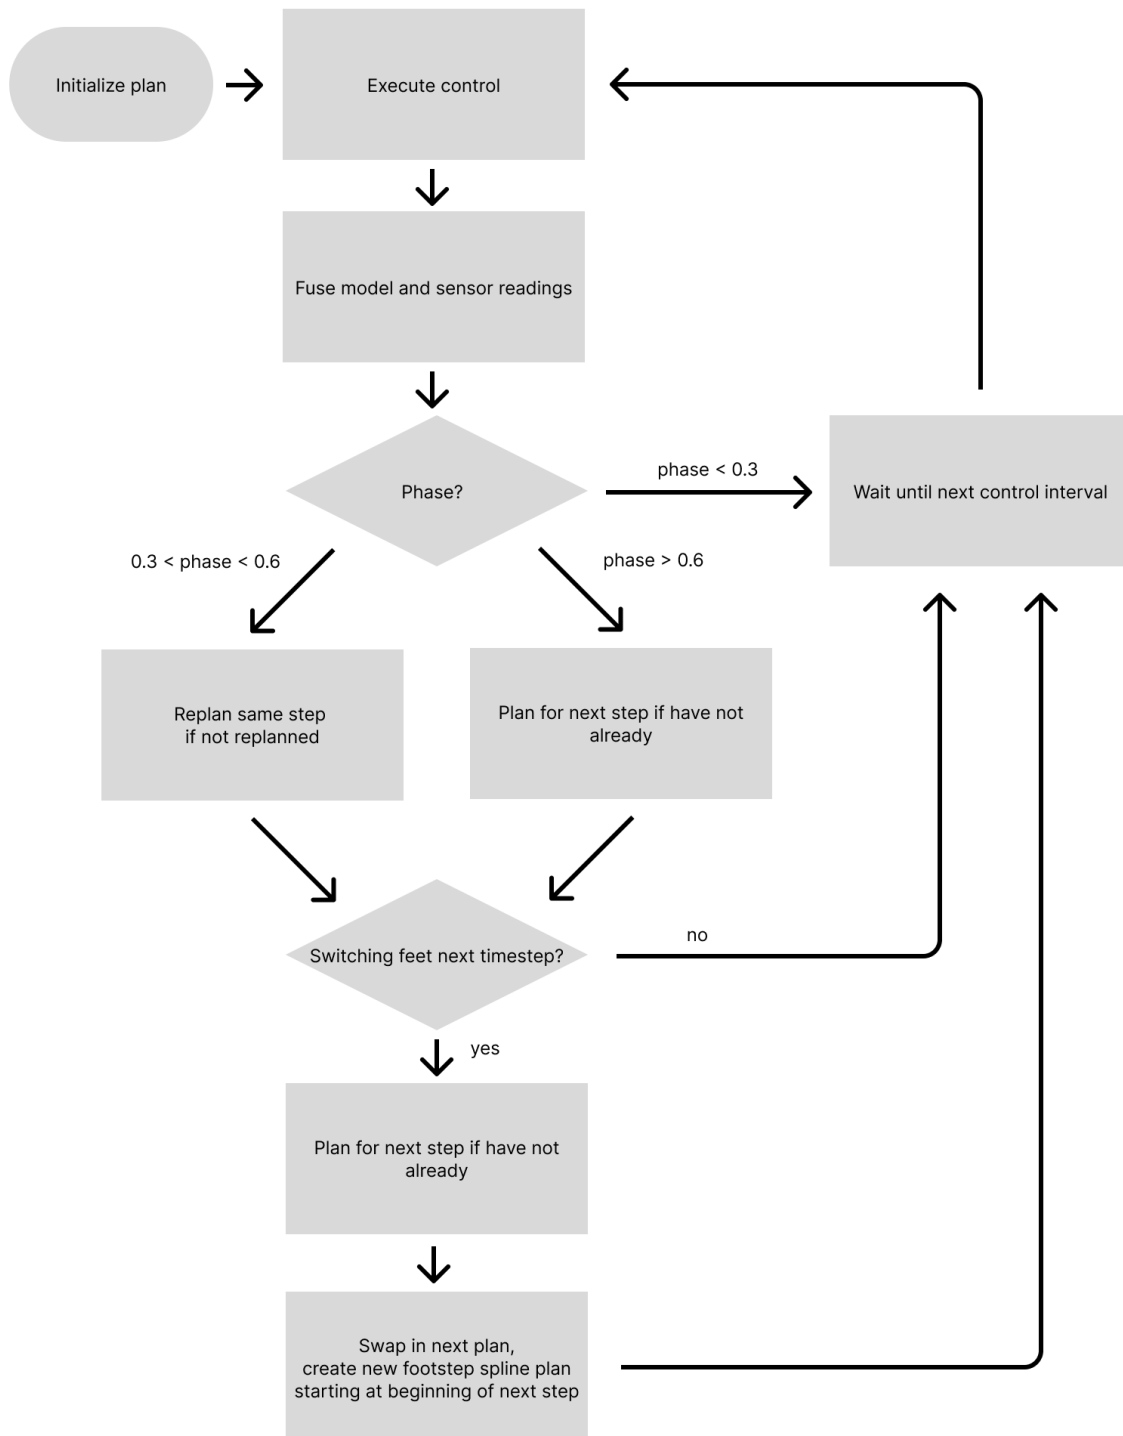 Initialize plan
Execute control
Fuse model and sensor readings
Phase?
phase < 0.3
Wait until next control interval
0.3 < phase < 0.6
phase > 0.6
Replan same step
if not replanned
Plan for next step if have not
already
Switching feet next timestep?
no
yes
Plan for next step if have not
already
Swap in next plan,
create new footstep spline plan
starting at beginning of next step